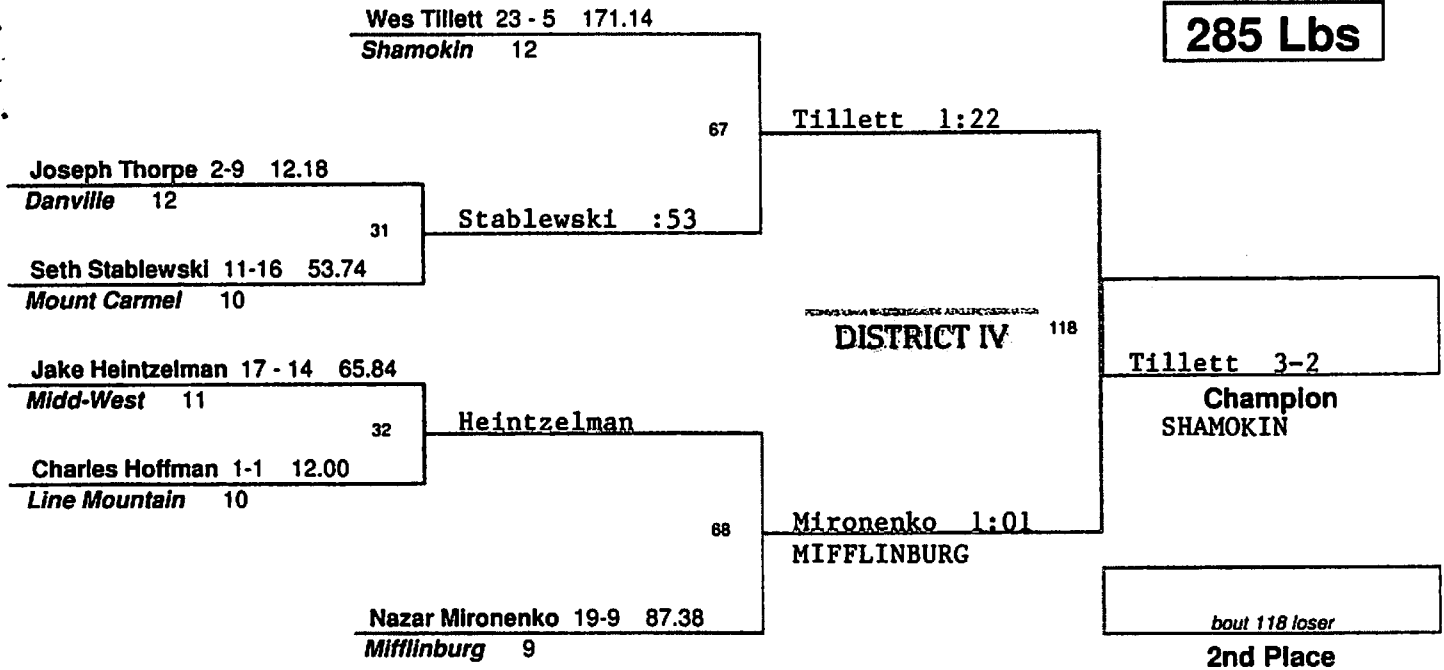 Wes Tillett 23 - 5 171.14
285 Lbs
Shamokin 12
67
Tillett 1:22
Joseph Thorpe 2-9 12.18
Danville 12
31
Stablewski :53
Seth Stablewski 11-16 53.74
Mount Carmel 10
DISTRICT IV
118
Jake Heintzelman 17 - 14 65.84
Midd-West 11
Tillett 3-2
Champion
SHAMOKIN
32
Heintzelman
Charles Hoffman 1-1 12.00
Line Mountain 10
68
Mironenko 1:01
MIFFLINBURG
Nazar Mironenko 19-9 87.38
Mifflinburg 9
bout 118 loser
2nd Place